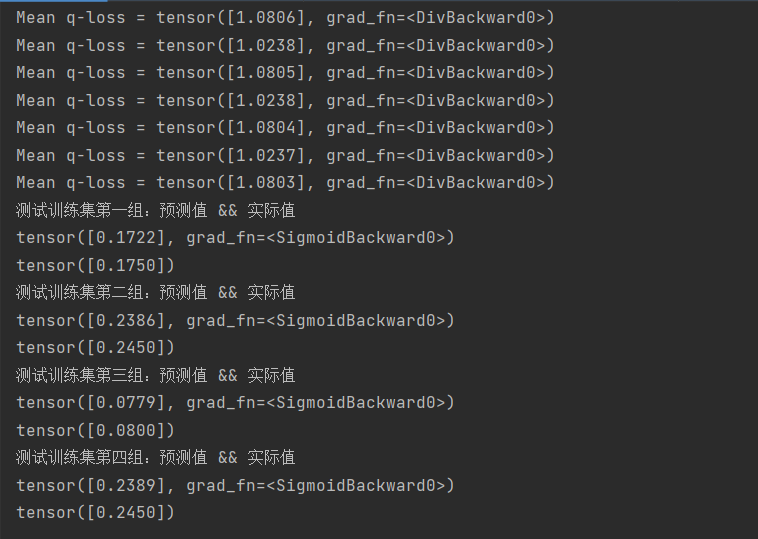 Mean q-loss = tensor([1.0806], grad_fn=<DivBackward0>)
Mean q-loss = tensor([1.0238], grad_fn=<DivBackward0>)
Mean q-loss = tensor([1.0805], grad_fn=<DivBackward0>)
Mean q-loss = tensor([1.0238], grad_fn=<DivBackward0>)
Mean q-loss = tensor([1.0804], grad_fn=<DivBackward0>)
Mean q-loss = tensor([1.0237], grad_fn=<DivBackward0>)
Mean q-loss = tensor([1.0803], grad_fn=<DivBackward0>)
测试训练集第一组：预测值 && 实际值
tensor([0.1722], grad_fn=<SigmoidBackward0>)
tensor([0.1750])
测试训练集第二组：预测值 && 实际值
tensor([0.2386], grad_fn=<SigmoidBackward0>)
tensor([0.2450])
测试训练集第三组：预测值 && 实际值
tensor([0.0779], grad_fn=<SigmoidBackward0>)
tensor([0.0800])
测试训练集第四组：预测值 && 实际值
tensor([0.2389], grad_fn=<SigmoidBackward0>)
tensor([0.2450])